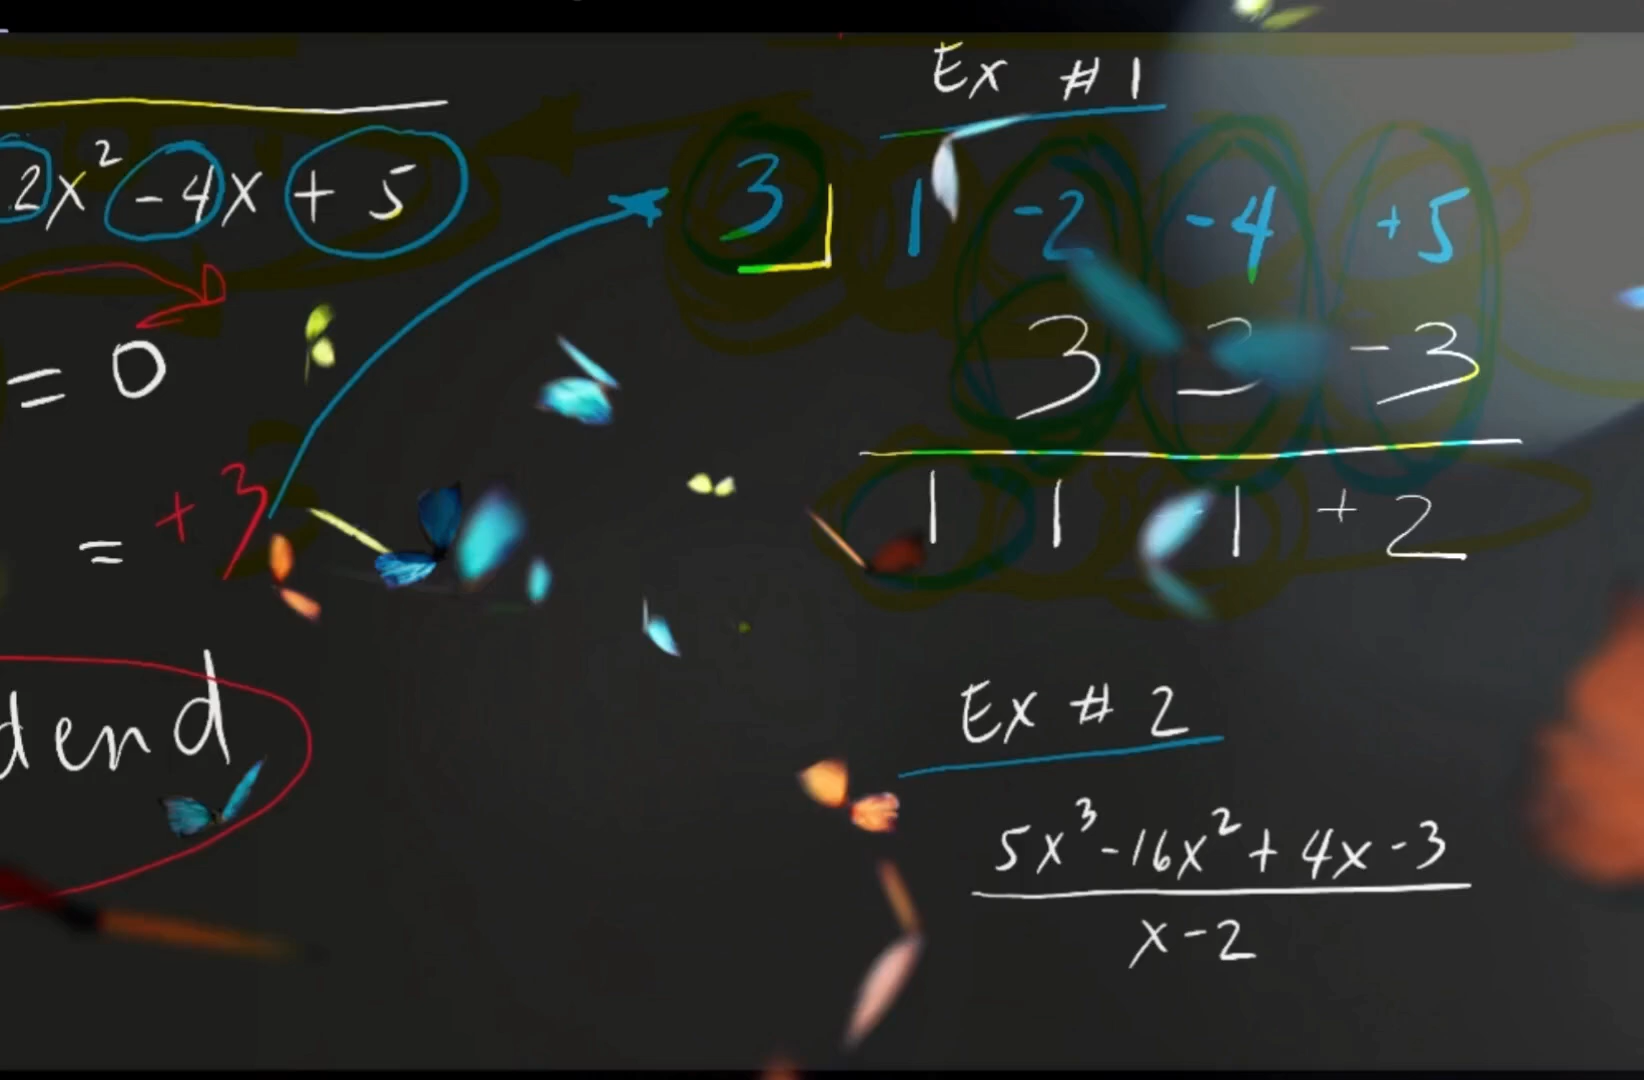 Ex #1
2x² - 4x + 5
3 1 -2 -4 +5
= 0
3 3 -3
= +3
1 1 -1 +2
Ex #2
5x³ - 16x² + 4x - 3
x - 2